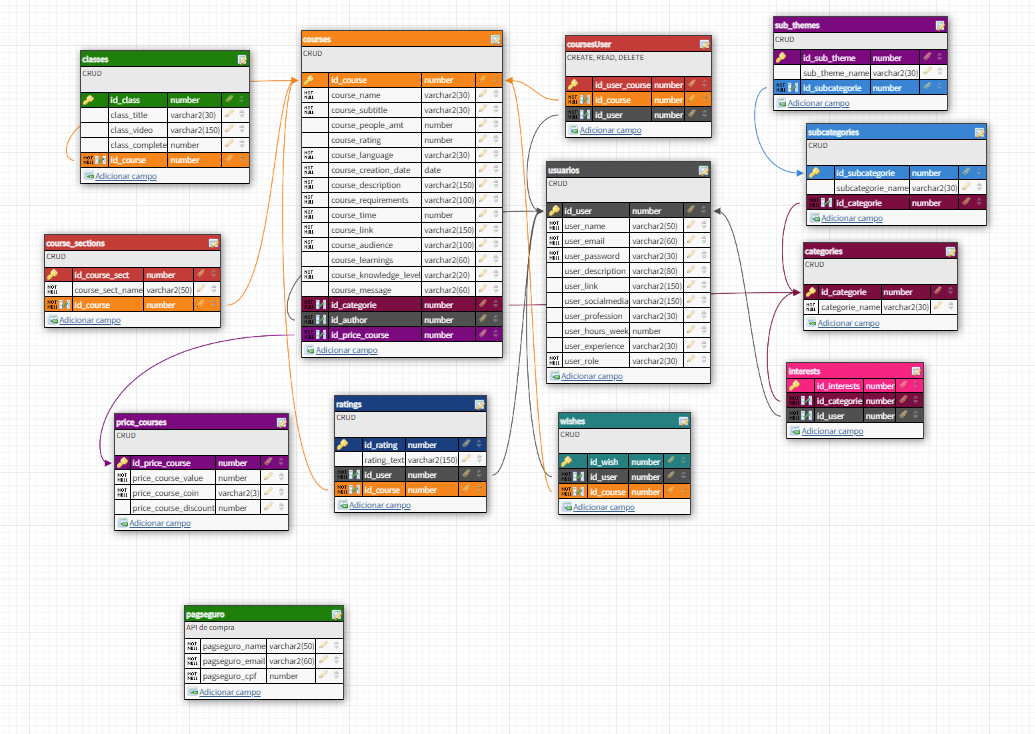 classes
CRUD
id_class number
class_title varchar2(30)
class_video varchar2(150)
class_complete number
NOT NULL id_course number
Adicionar campo
courses
CRUD
id_course number
NOT NULL course_name varchar2(30)
NOT NULL course_subtitle varchar2(30)
course_people_amt number
course_rating number
NOT NULL course_language varchar2(30)
NOT NULL course_creation_date date
NOT NULL course_description varchar2(150)
NOT NULL course_requirements varchar2(100)
NOT NULL course_time number
NOT NULL course_link varchar2(150)
NOT NULL course_audience varchar2(100)
course_learnings varchar2(60)
course_knowledge_level varchar2(20)
course_message varchar2(60)
NOT NULL id_categorie number
NOT NULL id_author number
NOT NULL id_price_course number
Adicionar campo
coursesUser
CREATE, READ, DELETE
id_user_course number
NOT NULL id_course number
NOT NULL id_user number
Adicionar campo
sub_themes
CRUD
id_sub_theme number
sub_theme_name varchar2(30)
NOT NULL id_subcategorie number
Adicionar campo
subcategories
CRUD
id_subcategorie number
subcategorie_name varchar2(30)
NOT NULL id_categorie number
Adicionar campo
usuarios
CRUD
id_user number
NOT NULL user_name varchar2(50)
NOT NULL user_email varchar2(60)
NOT NULL user_password varchar2(30)
user_description varchar2(80)
user_link varchar2(150)
user_socialmedia varchar2(150)
user_profession varchar2(30)
user_hours_week number
user_experience varchar2(30)
NOT NULL user_role varchar2(30)
Adicionar campo
course_sections
CRUD
id_course_sect number
NOT NULL course_sect_name varchar2(50)
NOT NULL id_course number
Adicionar campo
categories
CRUD
id_categorie number
NOT NULL categorie_name varchar2(30)
Adicionar campo
interests
id_interests number
NOT NULL id_categorie number
NOT NULL id_user number
Adicionar campo
price_courses
CRUD
id_price_course number
NOT NULL price_course_value number
NOT NULL price_course_coin varchar2(3)
price_course_discount number
Adicionar campo
ratings
CRUD
id_rating number
rating_text varchar2(150)
NOT NULL id_user number
NOT NULL id_course number
Adicionar campo
wishes
CRUD
id_wish number
NOT NULL id_user number
NOT NULL id_course number
Adicionar campo
pagseguro
API de compra
NOT NULL pagseguro_name varchar2(50)
NOT NULL pagseguro_email varchar2(60)
NOT NULL pagseguro_cpf number
Adicionar campo